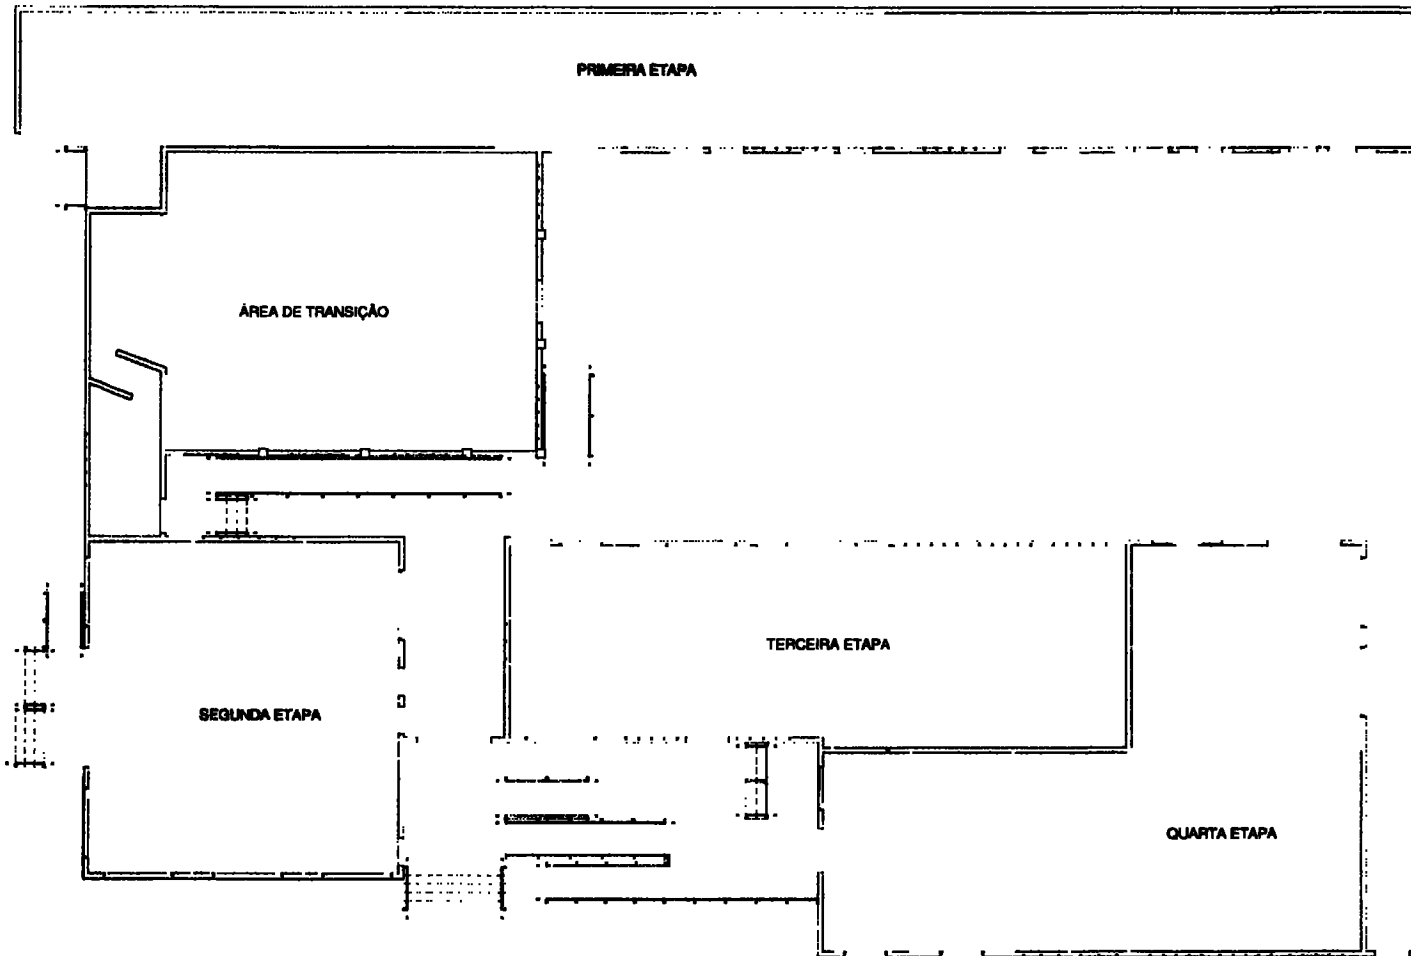 PRIMEIRA ETAPA
ÁREA DE TRANSIÇÃO
TERCEIRA ETAPA
SEGUNDA ETAPA
QUARTA ETAPA